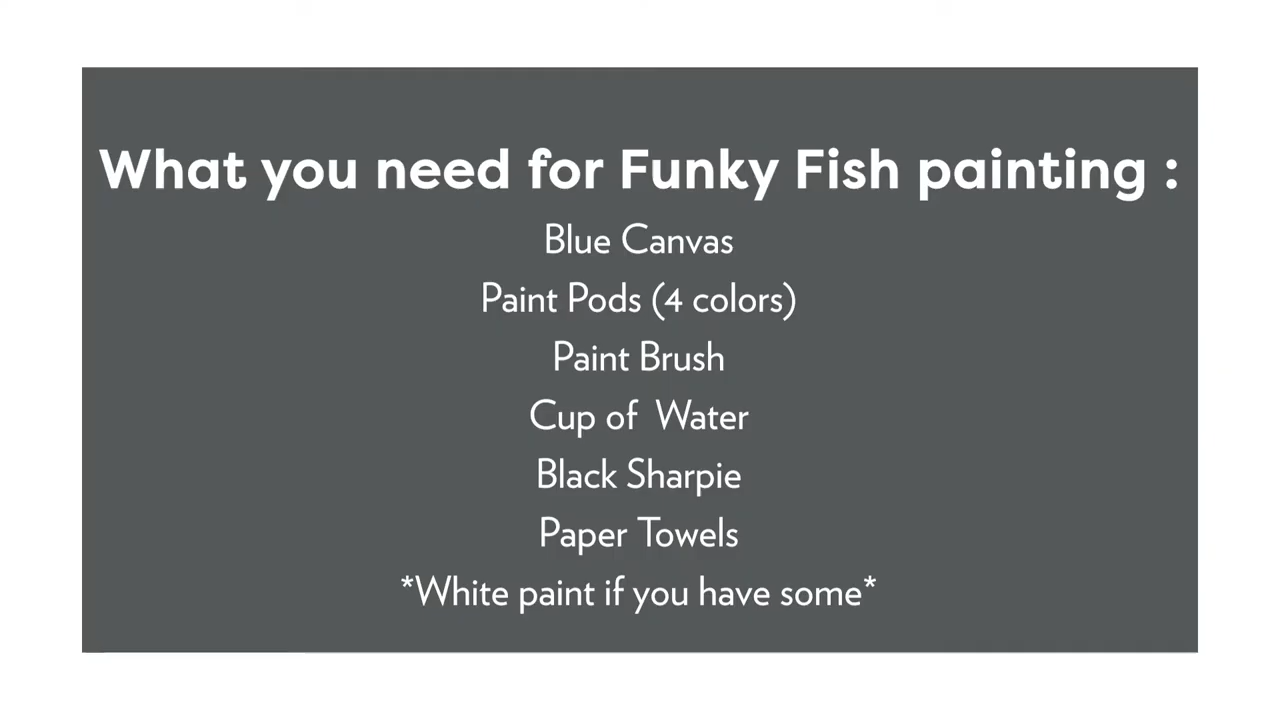 What you need for Funky Fish painting :
Blue Canvas
Paint Pods (4 colors)
Paint Brush
Cup of  Water
Black Sharpie
Paper Towels
*White paint if you have some*